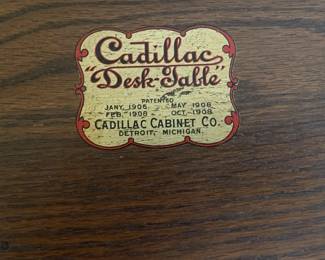 Cadillac
"Desk-Table"
PATENTED
JANY. 1906. MAY 1908.
FEB. 1908. OCT. 1908.
CADILLAC CABINET CO.
DETROIT, MICHIGAN.